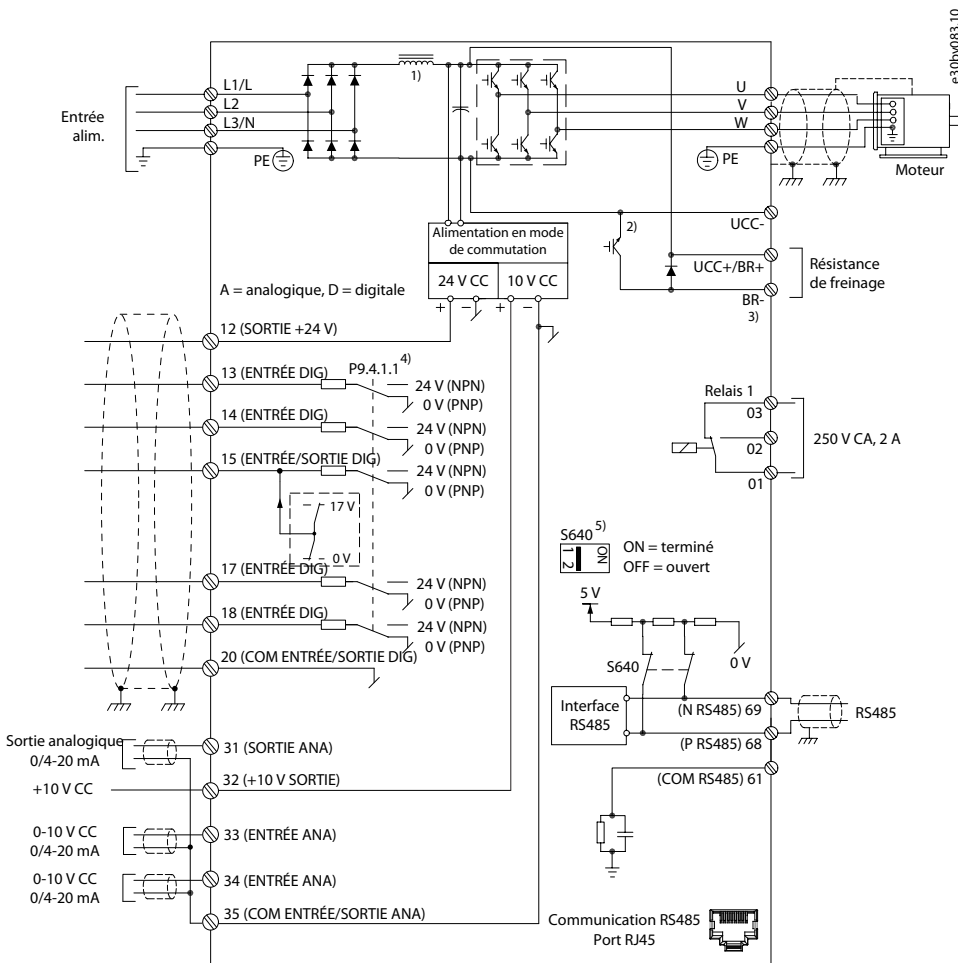 e30bv083.10
L1/L
L2
L3/N
Entrée
alim.
PE
1)
U
V
W
PE
Moteur
UCC-
2)
Alimentation en mode
de commutation
24 V CC
10 V CC
+
−
+
−
UCC+/BR+
BR-
3)
Résistance
de freinage
A = analogique, D = digitale
12 (SORTIE +24 V)
13 (ENTRÉE DIG)
P9.4.1.1 4)
24 V (NPN)
0 V (PNP)
14 (ENTRÉE DIG)
24 V (NPN)
0 V (PNP)
15 (ENTRÉE/SORTIE DIG)
24 V (NPN)
0 V (PNP)
17 V
0 V
17 (ENTRÉE DIG)
24 V (NPN)
0 V (PNP)
18 (ENTRÉE DIG)
24 V (NPN)
0 V (PNP)
20 (COM ENTRÉE/SORTIE DIG)
Relais 1
03
02
01
250 V CA, 2 A
S640 5)
1 2
ON
ON = terminé
OFF = ouvert
5 V
0 V
S640
Interface
RS485
(N RS485) 69
(P RS485) 68
RS485
(COM RS485) 61
Sortie analogique
0/4-20 mA
31 (SORTIE ANA)
+10 V CC
32 (+10 V SORTIE)
0-10 V CC
0/4-20 mA
33 (ENTRÉE ANA)
0-10 V CC
0/4-20 mA
34 (ENTRÉE ANA)
35 (COM ENTRÉE/SORTIE ANA)
Communication RS485
Port RJ45